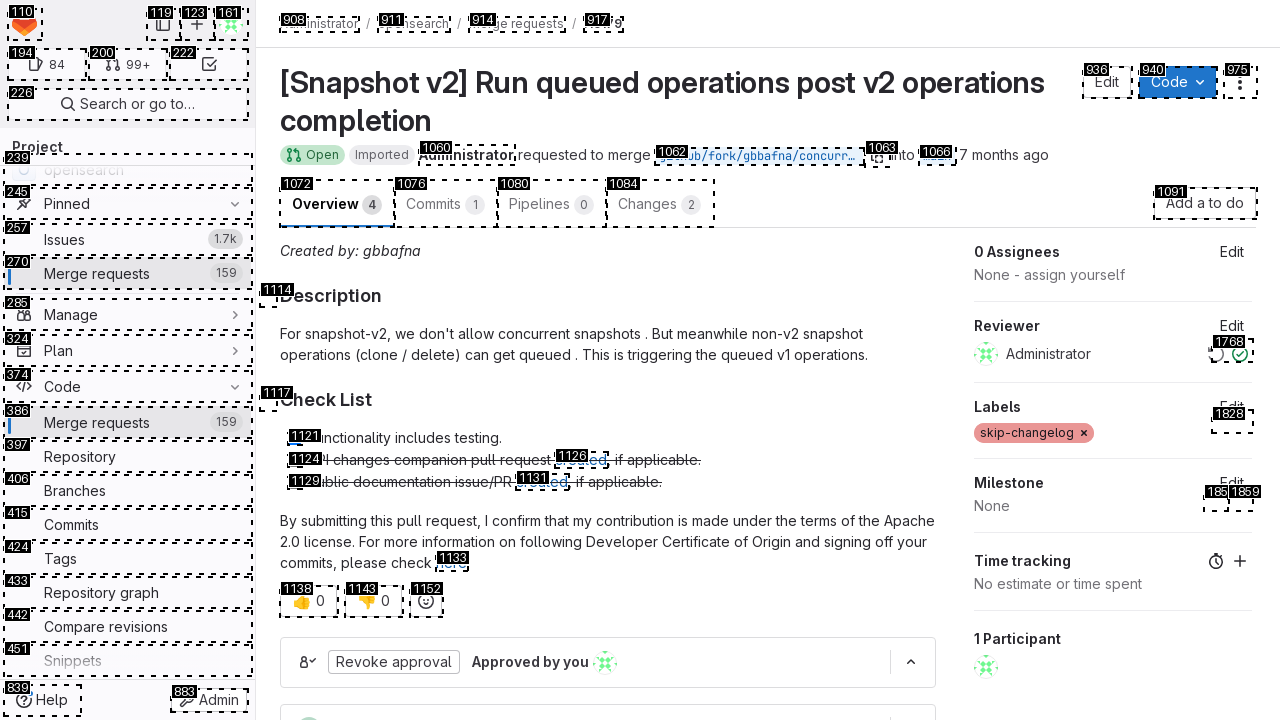 110
119
123
161
194
84
200
99+
222
226
Search or go to…
Project
239
opensearch
245
Pinned
257
Issues
1.7k
270
Merge requests
159
285
Manage
324
Plan
374
Code
386
Merge requests
159
397
Repository
406
Branches
415
Commits
424
Tags
433
Repository graph
442
Compare revisions
451
Snippets
839
Help
883
Admin
908
911
914
917
/ / /
[Snapshot v2] Run queued operations post v2 operations
completion
936
Edit
940
Code
975
Open
Imported
1060
Administrator requested to merge
1062
1063
into
1066
7 months ago
1072
Overview 4
1076
Commits 1
1080
Pipelines 0
1084
Changes 2
1091
Add a to do
Created by: gbbafna
1114
Description
For snapshot-v2, we don't allow concurrent snapshots . But meanwhile non-v2 snapshot
operations (clone / delete) can get queued . This is triggering the queued v1 operations.
1117
Check List
1121
functionality includes testing.
1124
API changes companion pull request
1126
created, if applicable.
1129
Public documentation issue/PR
1131
created, if applicable.
By submitting this pull request, I confirm that my contribution is made under the terms of the Apache
2.0 license. For more information on following Developer Certificate of Origin and signing off your
commits, please check
1133
here
1138
👍 0
1143
👎 0
1152
Revoke approval
Approved by you
0 Assignees
Edit
None - assign yourself
Reviewer
Edit
Administrator
1768
Labels
Edit
1828
skip-changelog ×
Milestone
Edit
None
1859
Time tracking
No estimate or time spent
1 Participant